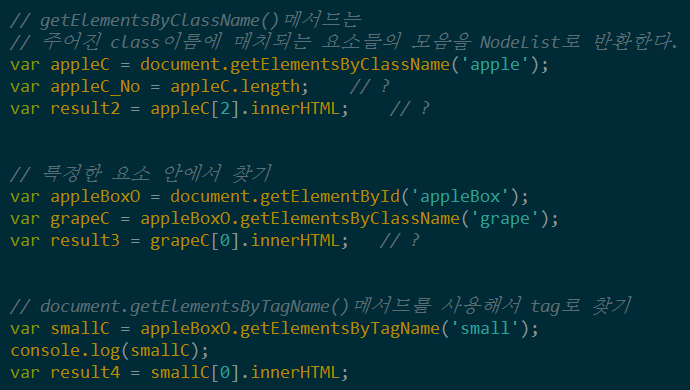 // getElementsByClassName()메서드는
// 주어진 class이름에 매치되는 요소들의 모음을 NodeList로 반환한다.
var appleC = document.getElementsByClassName('apple');
var appleC_No = appleC.length;    // ?
var result2 = appleC[2].innerHTML;    // ?
// 특정한 요소 안에서 찾기
var appleBoxO = document.getElementById('appleBox');
var grapeC = appleBoxO.getElementsByClassName('grape');
var result3 = grapeC[0].innerHTML;   // ?
// document.getElementsByTagName()메서드를 사용해서 tag로 찾기
var smallC = appleBoxO.getElementsByTagName('small');
console.log(smallC);
var result4 = smallC[0].innerHTML;